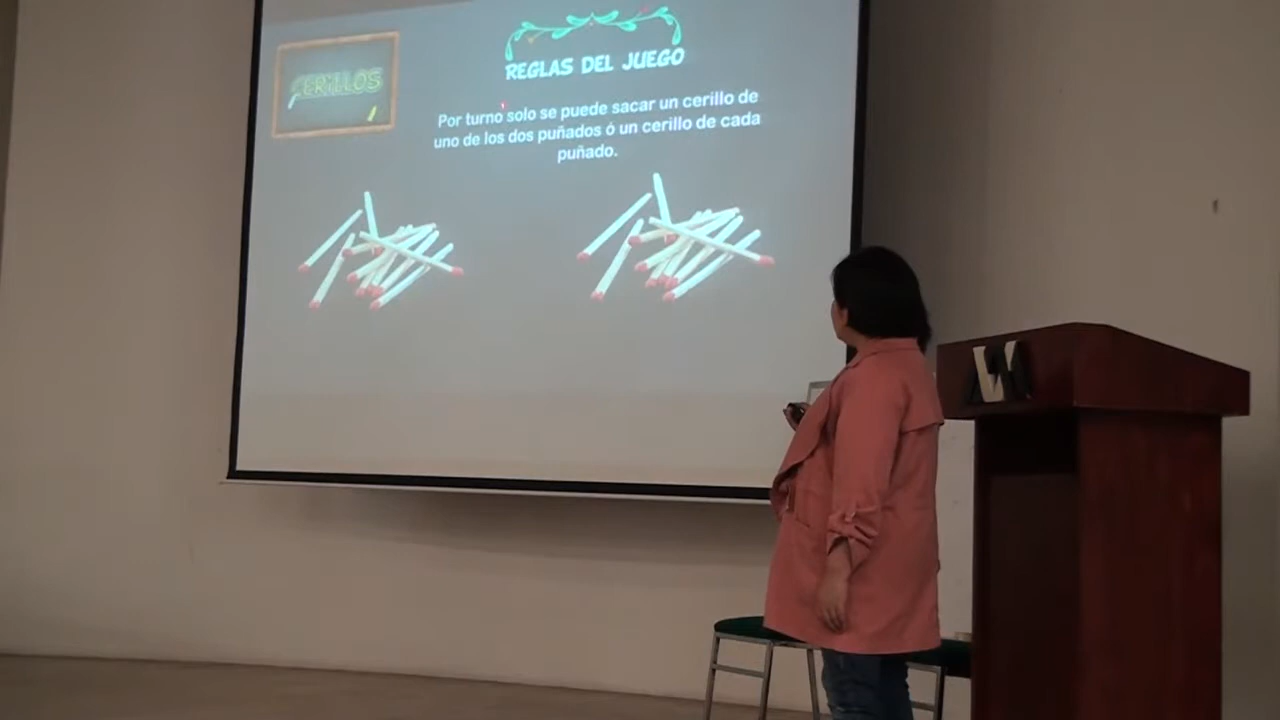 CERILLOS
REGLAS DEL JUEGO
Por turno solo se puede sacar un cerillo de
uno de los dos puñados ó un cerillo de cada
puñado.